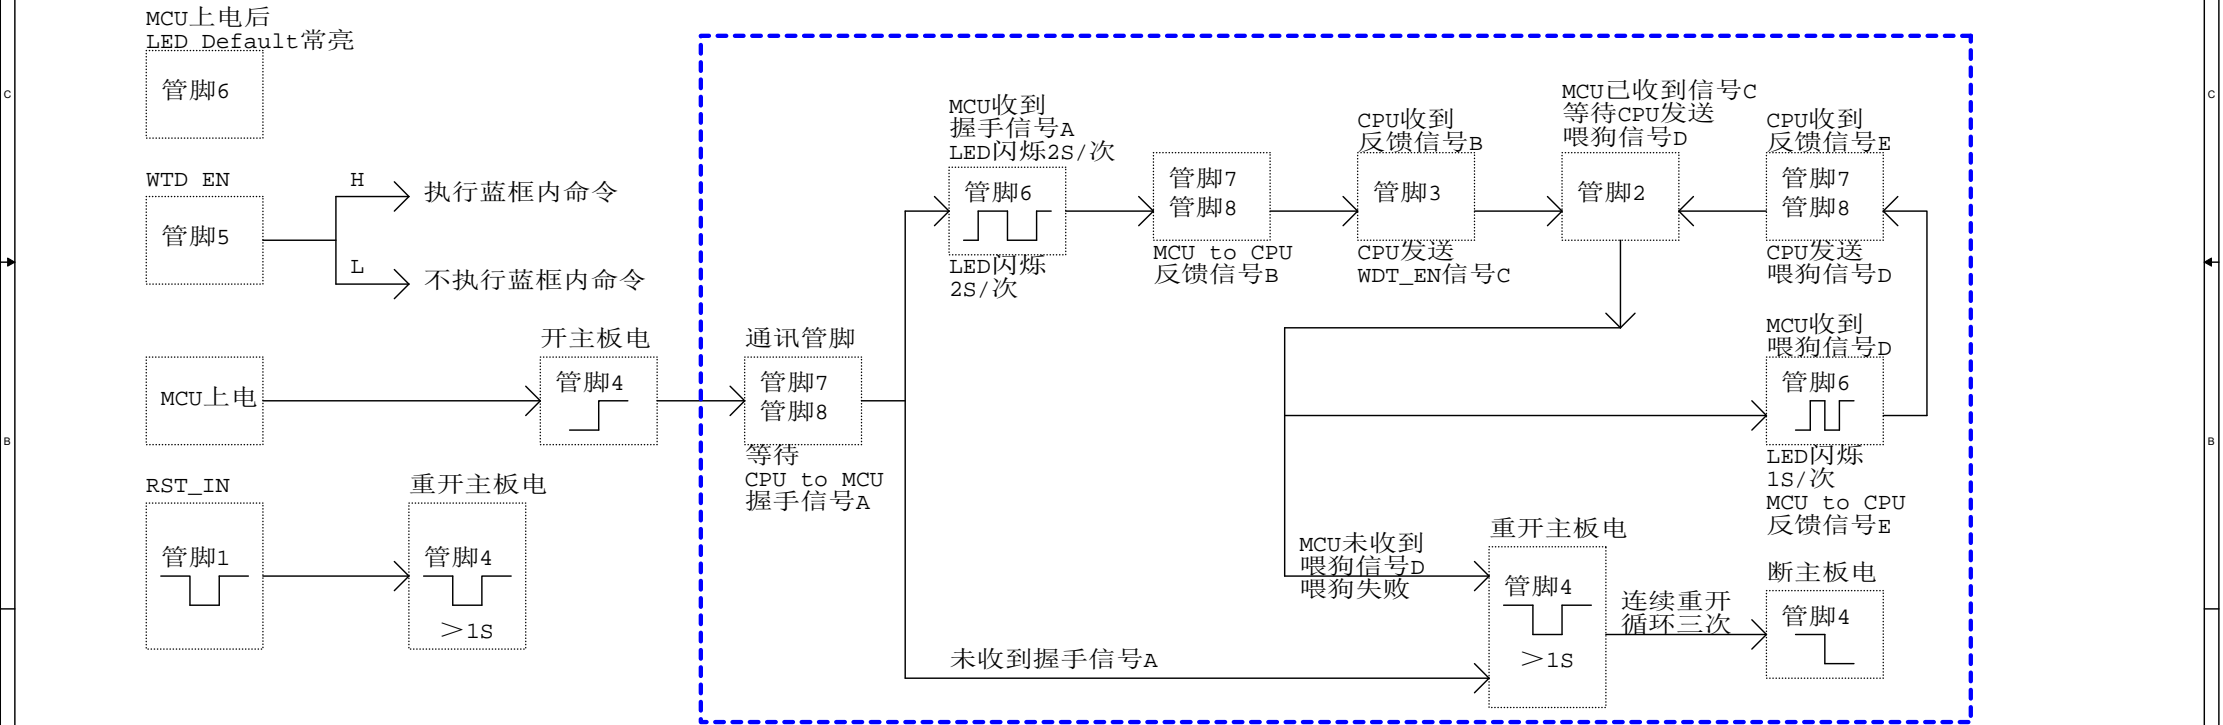 MCU上电后
LED Default常亮
管脚6
WTD EN
管脚5
H
执行蓝框内命令
L
不执行蓝框内命令
MCU上电
开主板电
管脚4
RST_IN
管脚1
重开主板电
管脚4
>1S
通讯管脚
管脚7
管脚8
等待
CPU to MCU
握手信号A
MCU收到
握手信号A
LED闪烁2S/次
管脚6
LED闪烁
2S/次
管脚7
管脚8
MCU to CPU
反馈信号B
CPU收到
反馈信号B
管脚3
CPU发送
WDT_EN信号C
MCU已收到信号C
等待CPU发送
喂狗信号D
管脚2
CPU收到
反馈信号E
管脚7
管脚8
CPU发送
喂狗信号D
MCU收到
喂狗信号D
管脚6
LED闪烁
1S/次
MCU to CPU
反馈信号E
MCU未收到
喂狗信号D
喂狗失败
未收到握手信号A
重开主板电
管脚4
>1S
连续重开
循环三次
断主板电
管脚4
C
B
C
B